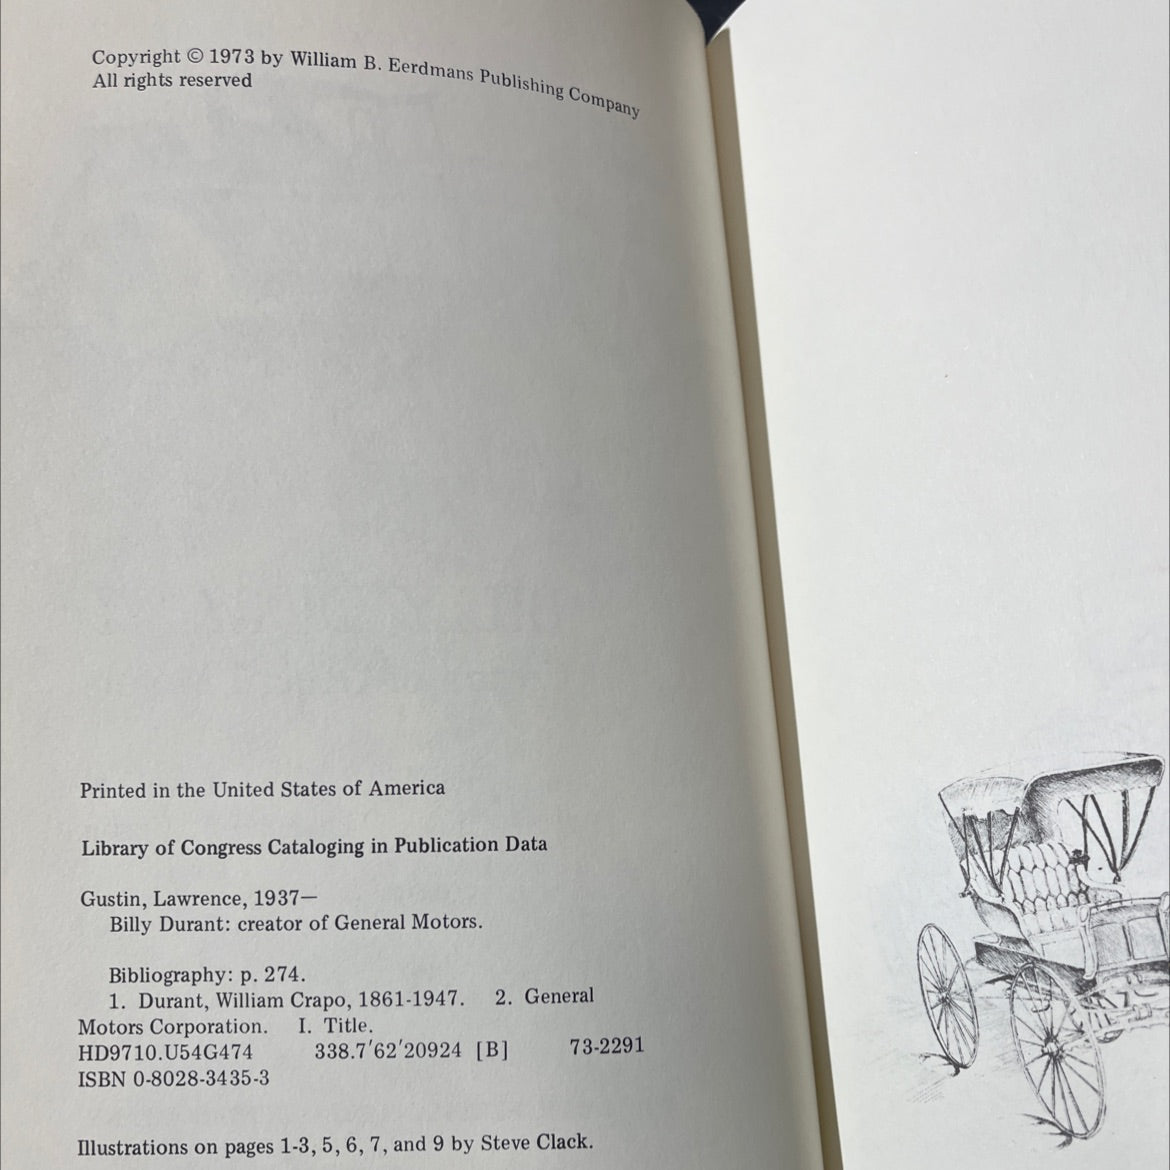 Copyright © 1973 by William B. Eerdmans Publishing Company
All rights reserved
Printed in the United States of America
Library of Congress Cataloging in Publication Data
Gustin, Lawrence, 1937—
Billy Durant: creator of General Motors.
Bibliography: p. 274.
1. Durant, William Crapo, 1861-1947. 2. General
Motors Corporation. I. Title.
HD9710.U54G474 338.7′62′20924 [B] 73-2291
ISBN 0-8028-3435-3
Illustrations on pages 1-3, 5, 6, 7, and 9 by Steve Clack.